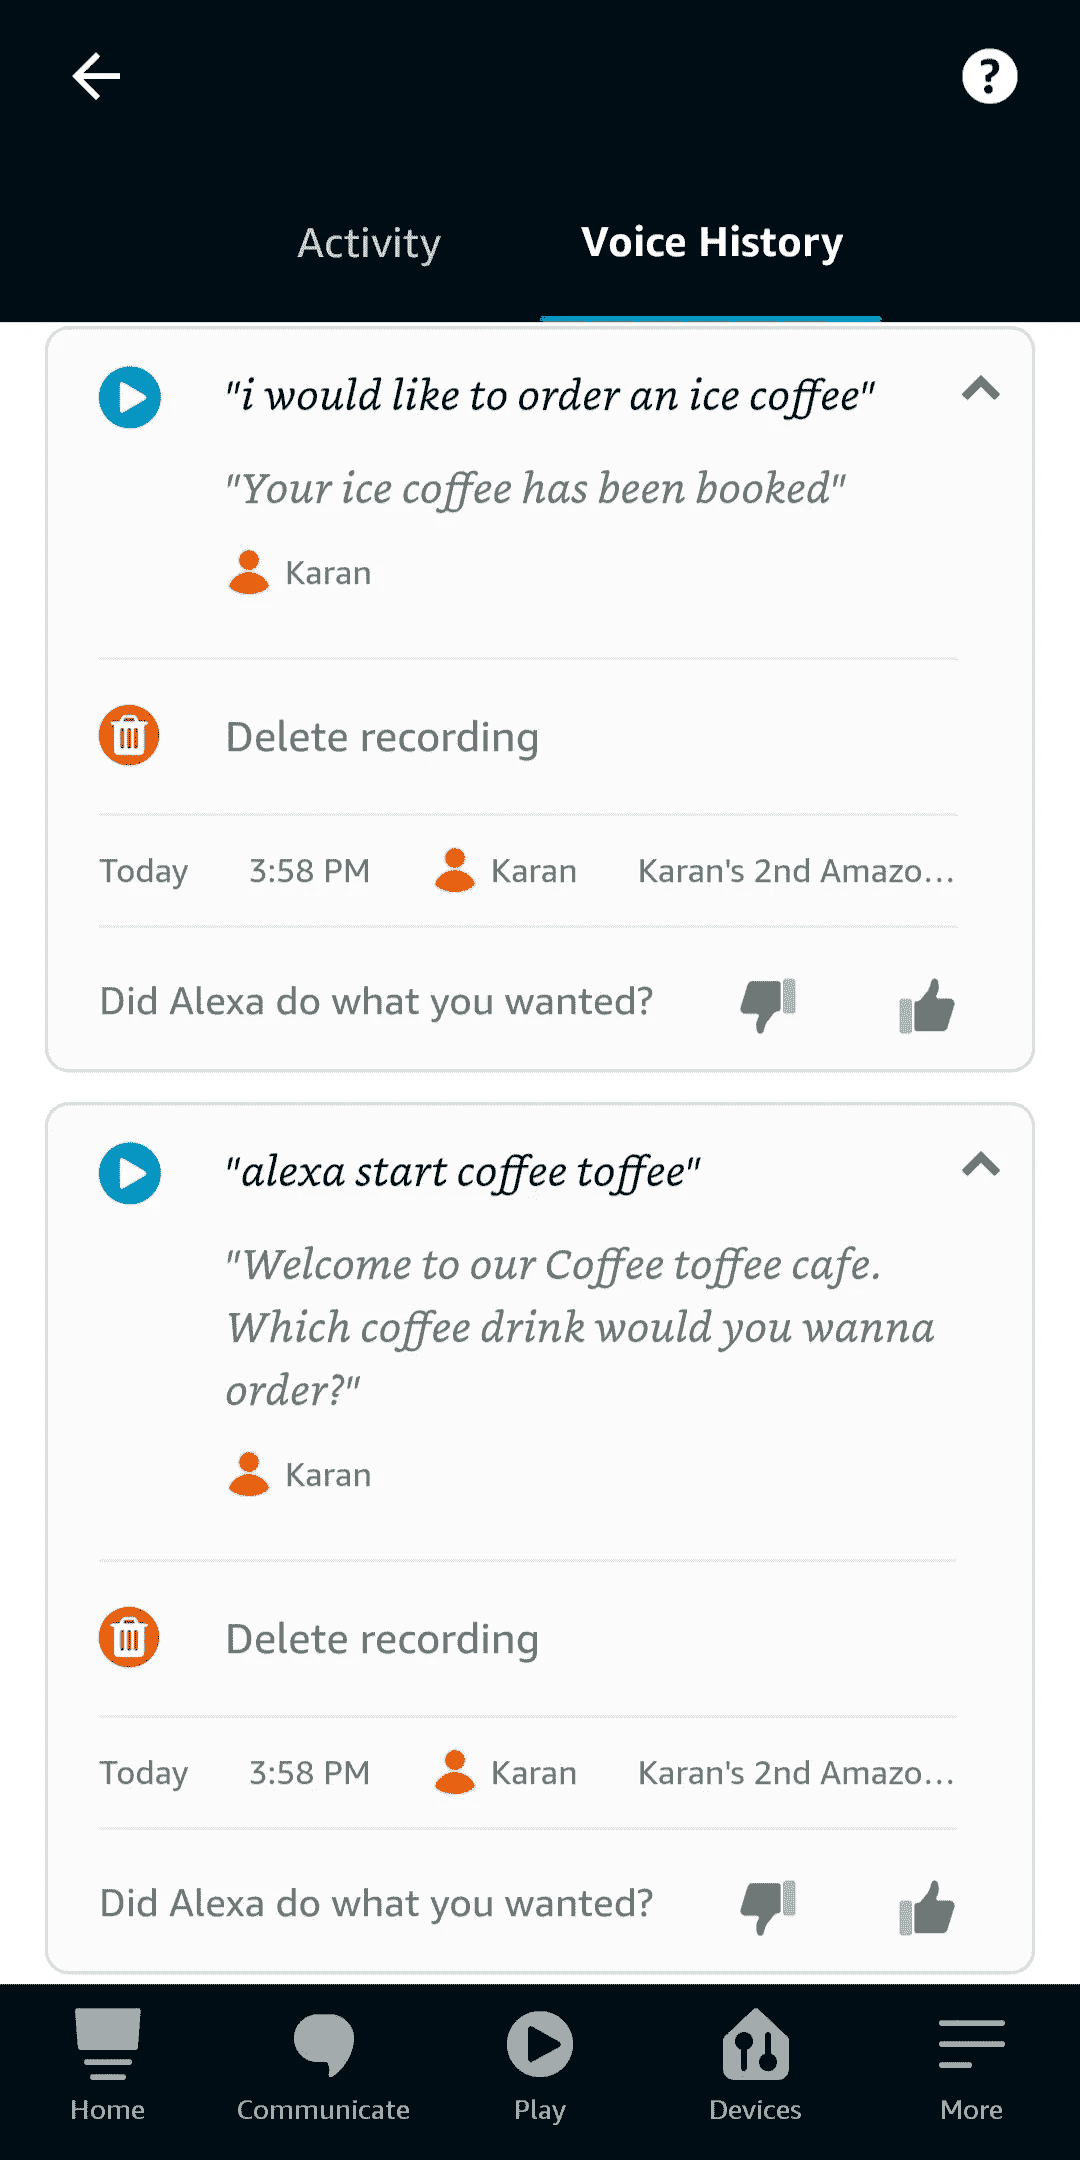 ?
Activity
Voice History
"i would like to order an ice coffee"
"Your ice coffee has been booked"
Karan
Delete recording
Today 3:58 PM Karan Karan's 2nd Amazo...
Did Alexa do what you wanted?
"alexa start coffee toffee"
"Welcome to our Coffee toffee cafe.
Which coffee drink would you wanna
order?"
Karan
Delete recording
Today 3:58 PM Karan Karan's 2nd Amazo...
Did Alexa do what you wanted?
Home
Communicate
Play
Devices
More